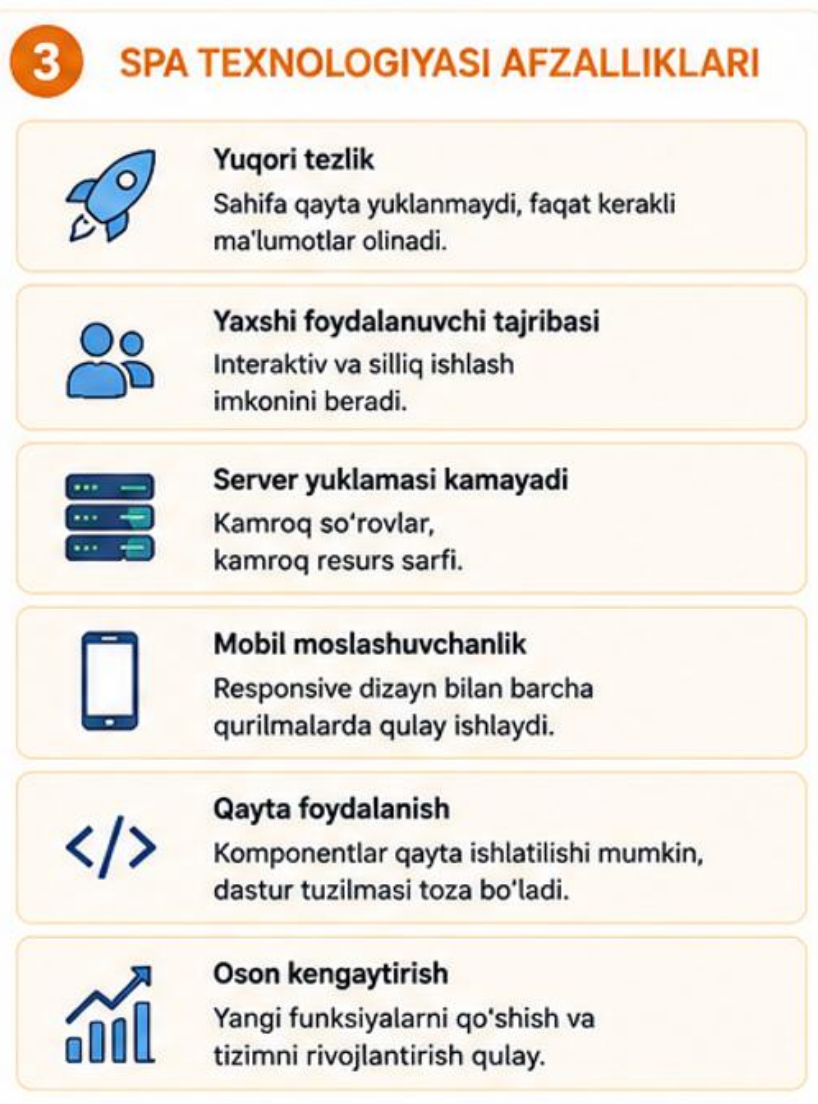 3 SPA TEXNOLOGIYASI AFZALLIKLARI
Yuqori tezlik
Sahifa qayta yuklanmaydi, faqat kerakli
ma'lumotlar olinadi.
Yaxshi foydalanuvchi tajribasi
Interaktiv va silliq ishlash
imkonini beradi.
Server yuklamasi kamayadi
Kamroq so‘rovlar,
kamroq resurs sarfi.
Mobil moslashuvchanlik
Responsive dizayn bilan barcha
qurilmalarda qulay ishlaydi.
</>
Qayta foydalanish
Komponentlar qayta ishlatilishi mumkin,
dastur tuzilmasi toza bo‘ladi.
Oson kengaytirish
Yangi funksiyalarni qo‘shish va
tizimni rivojlantirish qulay.